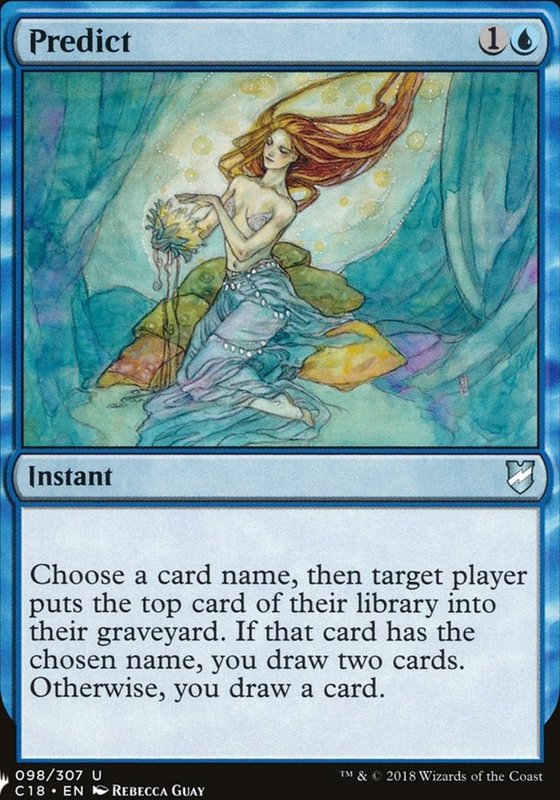 Predict 1
Instant
Choose a card name, then target player
puts the top card of their library into
their graveyard. If that card has the
chosen name, you draw two cards.
Otherwise, you draw a card.
098/307 U
C18 • EN Rebecca Guay
™ & © 2018 Wizards of the Coast